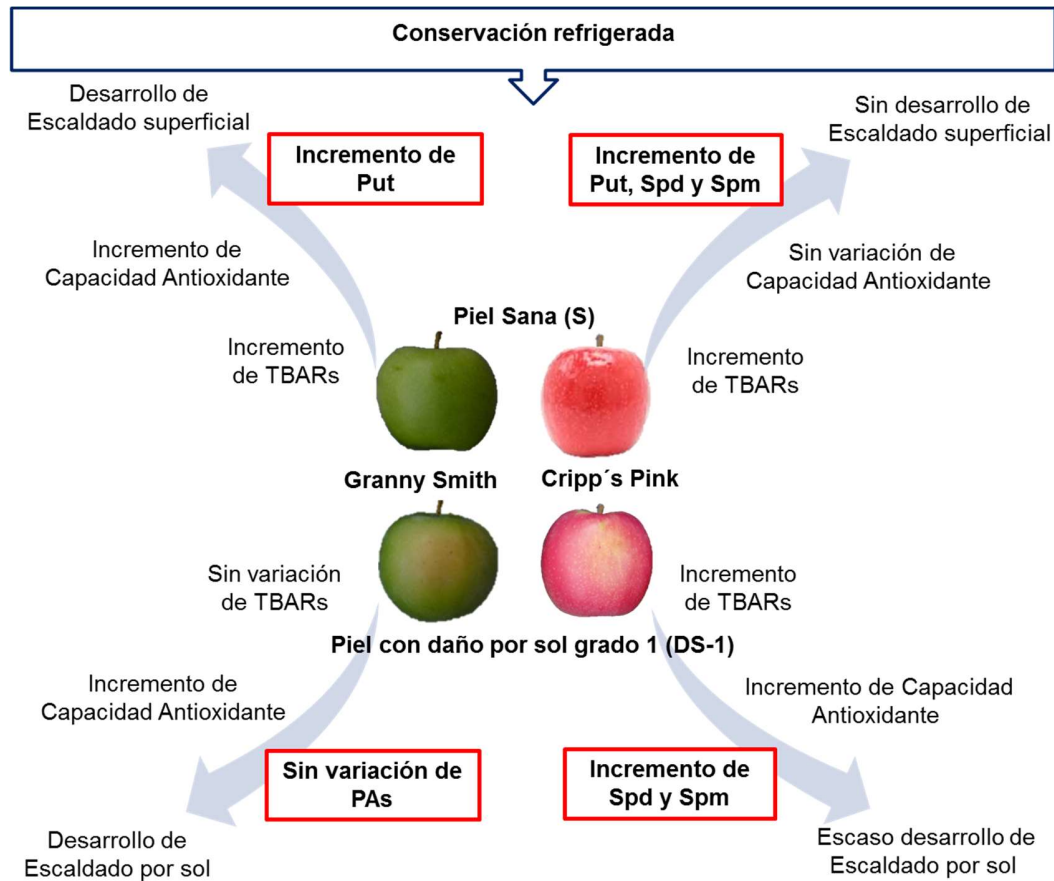 Conservación refrigerada
Desarrollo de
Escaldado superficial
Incremento de
Put
Incremento de
Put, Spd y Spm
Sin desarrollo de
Escaldado superficial
Incremento de
Capacidad Antioxidante
Sin variación de
Capacidad Antioxidante
Piel Sana (S)
Incremento
de TBARs
Incremento
de TBARs
Granny Smith
Cripp´s Pink
Sin variación
de TBARs
Incremento
de TBARs
Piel con daño por sol grado 1 (DS-1)
Incremento de
Capacidad Antioxidante
Incremento de Capacidad
Antioxidante
Sin variación de
PAs
Incremento de
Spd y Spm
Desarrollo de
Escaldado por sol
Escaso desarrollo de
Escaldado por sol